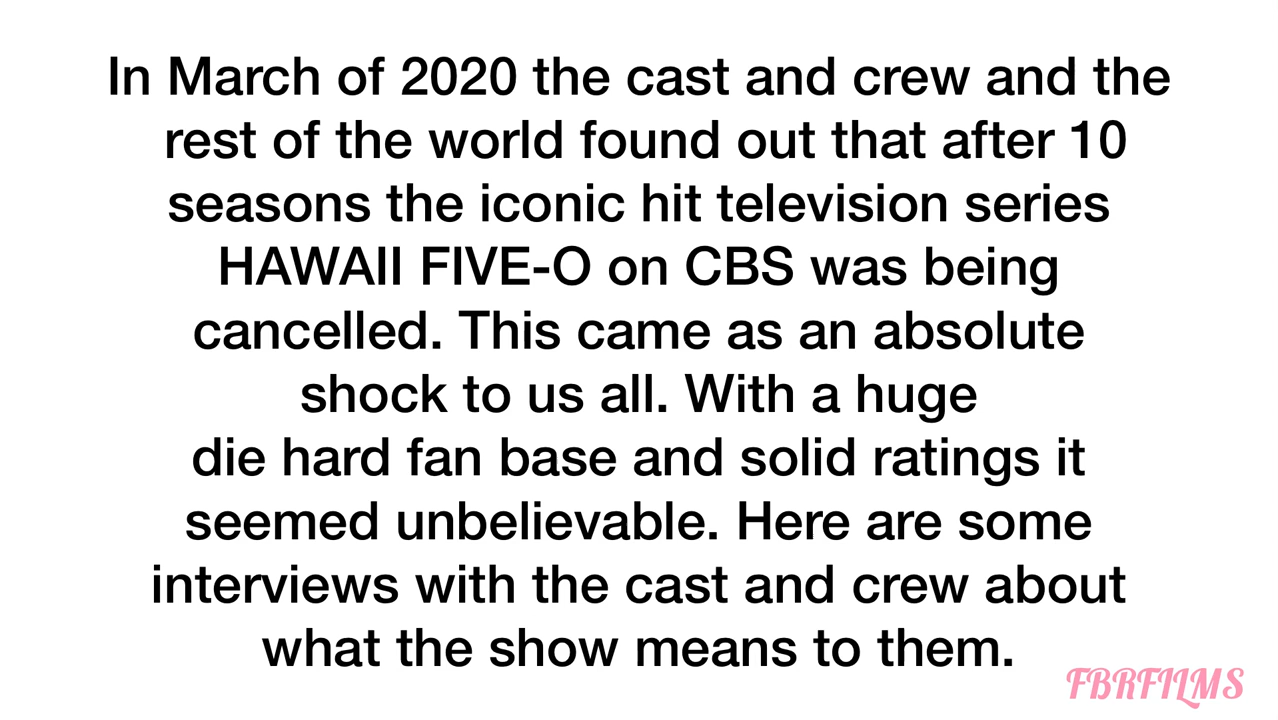 In March of 2020 the cast and crew and the
rest of the world found out that after 10
seasons the iconic hit television series
HAWAII FIVE-O on CBS was being
cancelled. This came as an absolute
shock to us all. With a huge
die hard fan base and solid ratings it
seemed unbelievable. Here are some
interviews with the cast and crew about
what the show means to them.
FBRFILMS